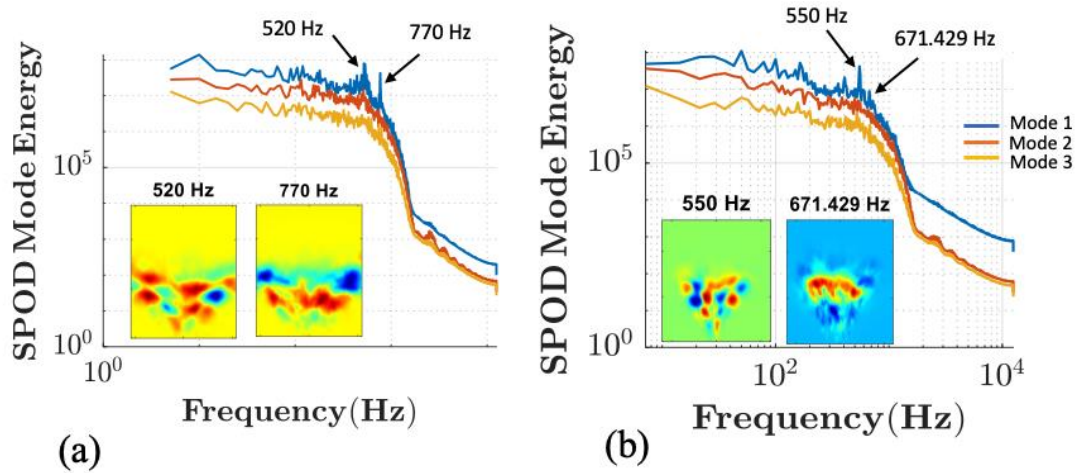 520 Hz
770 Hz
SPOD Mode Energy
10^5
10^0
520 Hz
770 Hz
10^0
Frequency(Hz)
(a)
550 Hz
671.429 Hz
SPOD Mode Energy
Mode 1
Mode 2
Mode 3
10^5
10^0
550 Hz
671.429 Hz
10^2
10^4
Frequency(Hz)
(b)